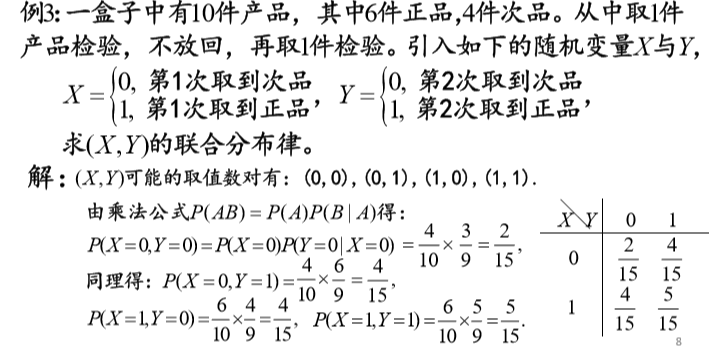 例3:一盒子中有10件产品，其中6件正品,4件次品。从中取1件
产品检验，不放回，再取1件检验。引入如下的随机变量X与Y,
X={0, 第1次取到次品 1, 第1次取到正品, Y={0, 第2次取到次品 1, 第2次取到正品,
求(X,Y)的联合分布律。
解：(X,Y)可能的取值数对有：(0,0),(0,1),(1,0),(1,1).
由乘法公式P(AB)=P(A)P(B|A)得：
P(X=0,Y=0)=P(X=0)P(Y=0|X=0)=4/10×3/9=2/15,
同理得：P(X=0,Y=1)=4/10×6/9=4/15,
P(X=1,Y=0)=6/10×4/9=4/15, P(X=1,Y=1)=6/10×5/9=5/15.
X\Y 0 1
0 2/15 4/15
1 4/15 5/15
8